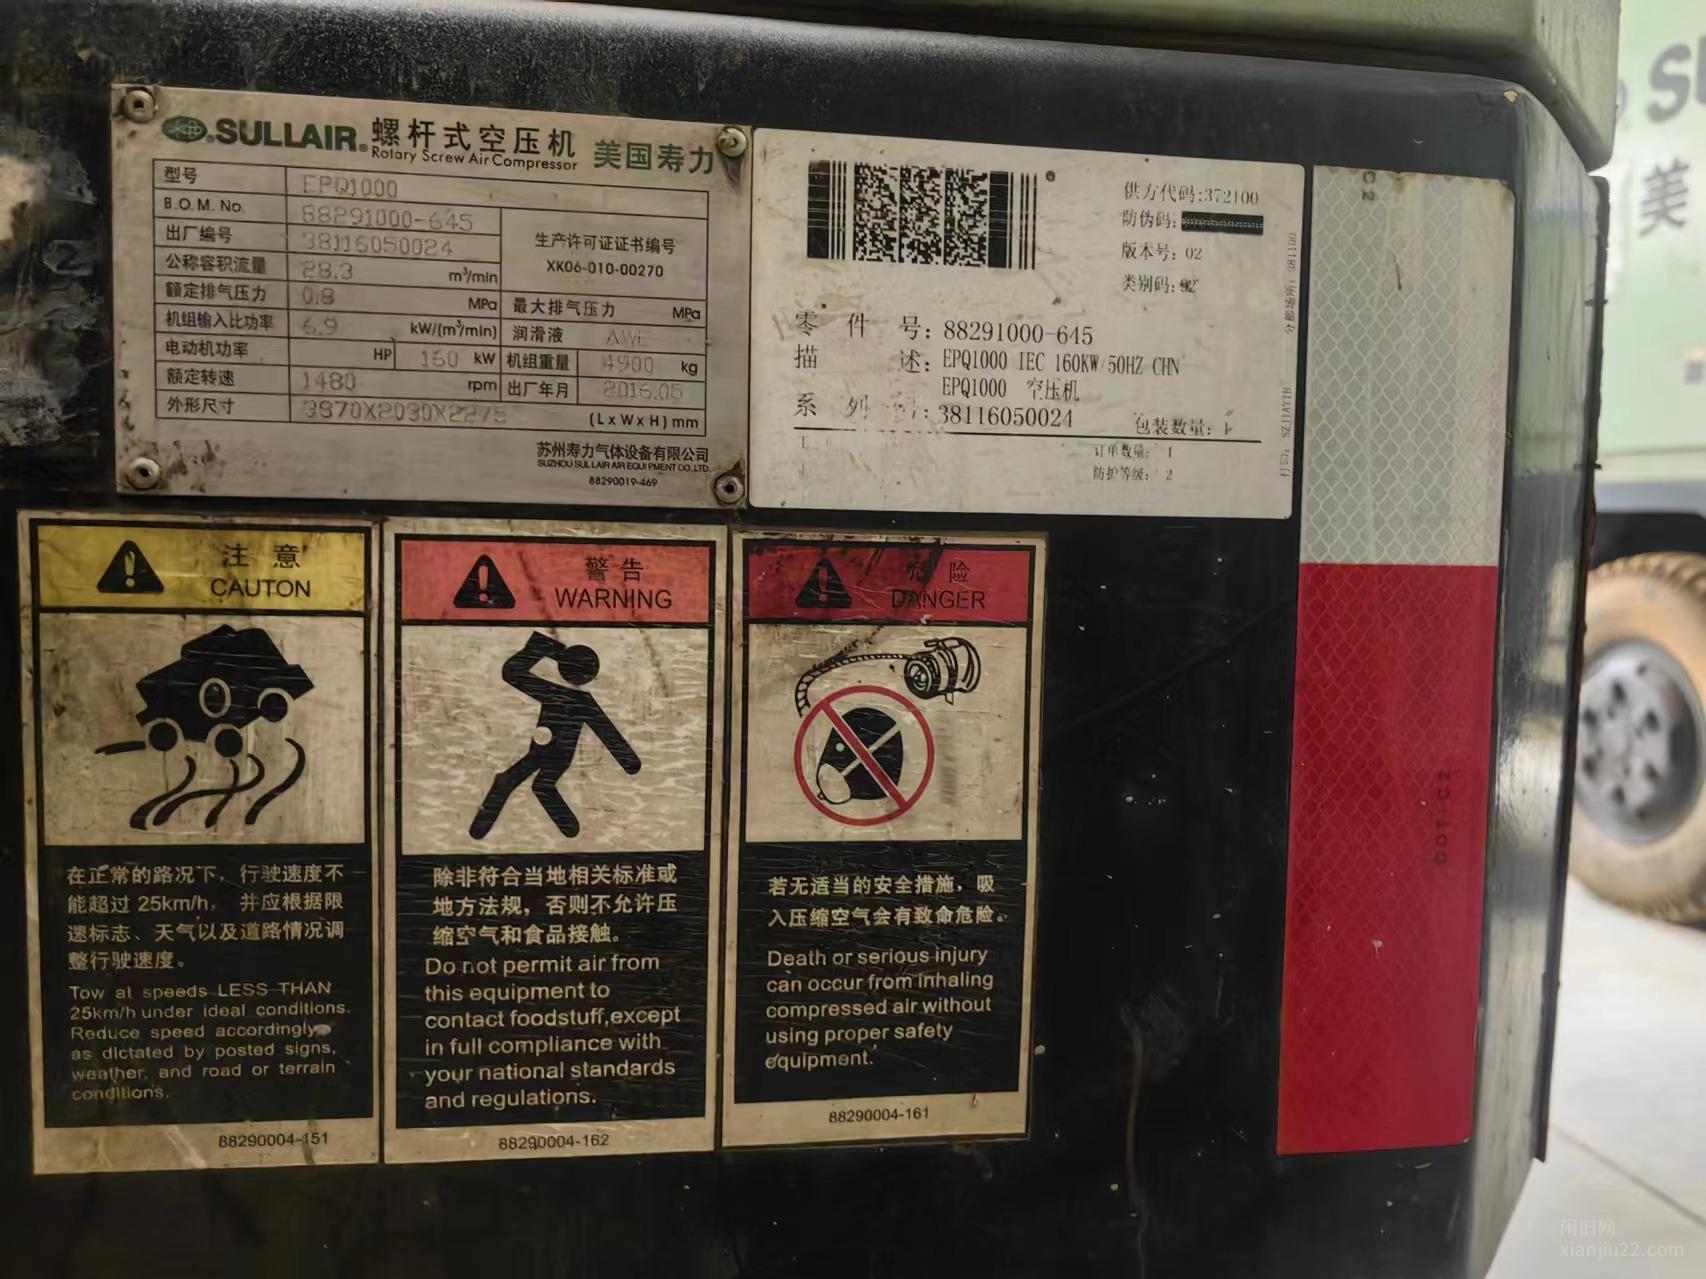 SULLAIR® 螺杆式空压机 美国寿力
Rotary Screw Air Compressor
型号 EPQ1000
B.O.M. No. 88291000-645
出厂编号 38116050024
生产许可证证书编号
XK06-010-00270
公称容积流量 28.3 m³/min
额定排气压力 0.8 MPa 最大排气压力 MPa
机组输入比功率 6.9 kW/(m³/min) 润滑液 AWF
电动机功率 HP 160 kW 机组重量 4900 kg
额定转速 1480 rpm 出厂年月 2016.05
外形尺寸 3870X2030X2275 (L x W x H) mm
苏州寿力气体设备有限公司
SUZHOU SULLAIR AIR EQUIPMENT CO.,LTD.
88290019-469
供方代码:372100
防伪码:
版本号: 02
类别码: 92
零 件 号: 88291000-645
描 述: EPQ1000 IEC 160KW/50HZ CHN
EPQ1000 空压机
系 列 号: 38116050024 包装数量: 1
订单数量: 1
防护等级: 2
C2
DOT-C2
美
注 意
CAUTON
在正常的路况下，行驶速度不
能超过 25km/h， 并应根据限
速标志、天气以及道路情况调
整行驶速度。
Tow at speeds LESS THAN
25km/h under ideal conditions.
Reduce speed accordingly
as dictated by posted signs,
weather, and road or terrain
conditions.
88290004-151
警 告
WARNING
除非符合当地相关标准或
地方法规，否则不允许压
缩空气和食品接触。
Do not permit air from
this equipment to
contact foodstuff,except
in full compliance with
your national standards
and regulations.
88290004-162
危 险
DANGER
若无适当的安全措施，吸
入压缩空气会有致命危险。
Death or serious injury
can occur from inhaling
compressed air without
using proper safety
equipment.
88290004-161
闲旧网
xianjiu22.com